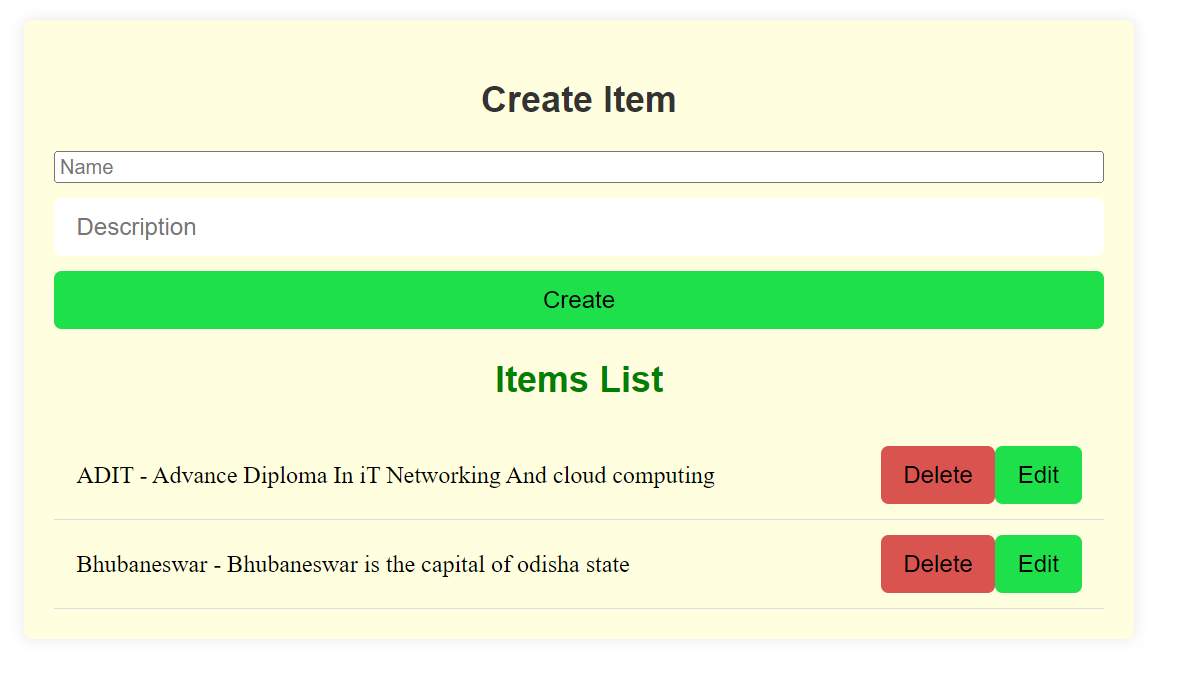 Create Item
Name
Description
Create
Items List
ADIT - Advance Diploma In iT Networking And cloud computing Delete Edit
Bhubaneswar - Bhubaneswar is the capital of odisha state Delete Edit